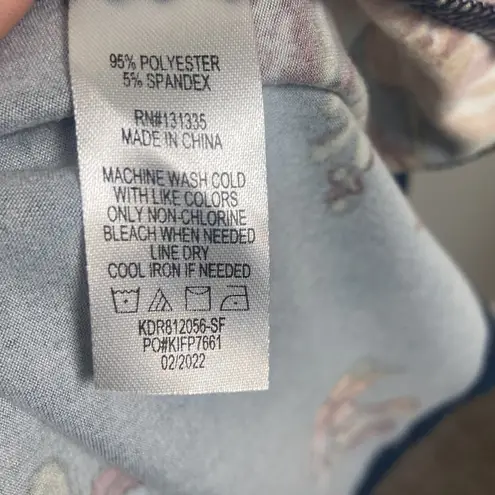 95% POLYESTER
5% SPANDEX
RN#131335
MADE IN CHINA
MACHINE WASH COLD
WITH LIKE COLORS
ONLY NON-CHLORINE
BLEACH WHEN NEEDED
LINE DRY
COOL IRON IF NEEDED
KDR812056-SF
PO#KIFP7661
02/2022